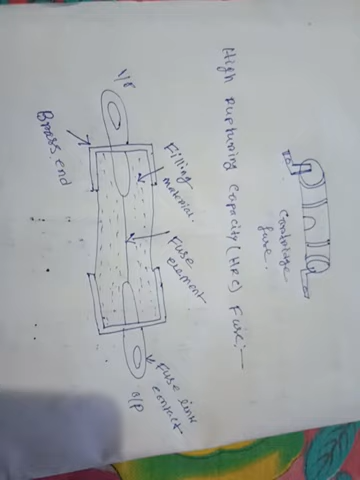 Cartridge
fuse.
High Rupturing Capacity (HRC) Fuse:-
Filling
material.
Fuse
element
Fuse link
contact
I/P
O/P
Brass end